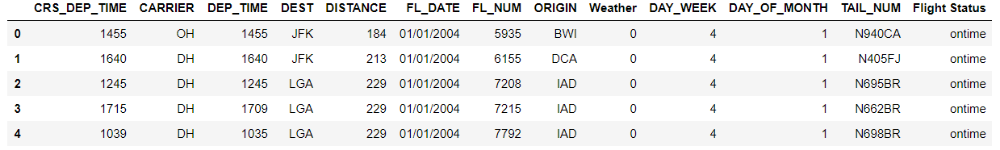 CRS_DEP_TIME CARRIER DEP_TIME DEST DISTANCE FL_DATE FL_NUM ORIGIN Weather DAY_WEEK DAY_OF_MONTH TAIL_NUM Flight Status
0 1455 OH 1455 JFK 184 01/01/2004 5935 BWI 0 4 1 N940CA ontime
1 1640 DH 1640 JFK 213 01/01/2004 6155 DCA 0 4 1 N405FJ ontime
2 1245 DH 1245 LGA 229 01/01/2004 7208 IAD 0 4 1 N695BR ontime
3 1715 DH 1709 LGA 229 01/01/2004 7215 IAD 0 4 1 N662BR ontime
4 1039 DH 1035 LGA 229 01/01/2004 7792 IAD 0 4 1 N698BR ontime